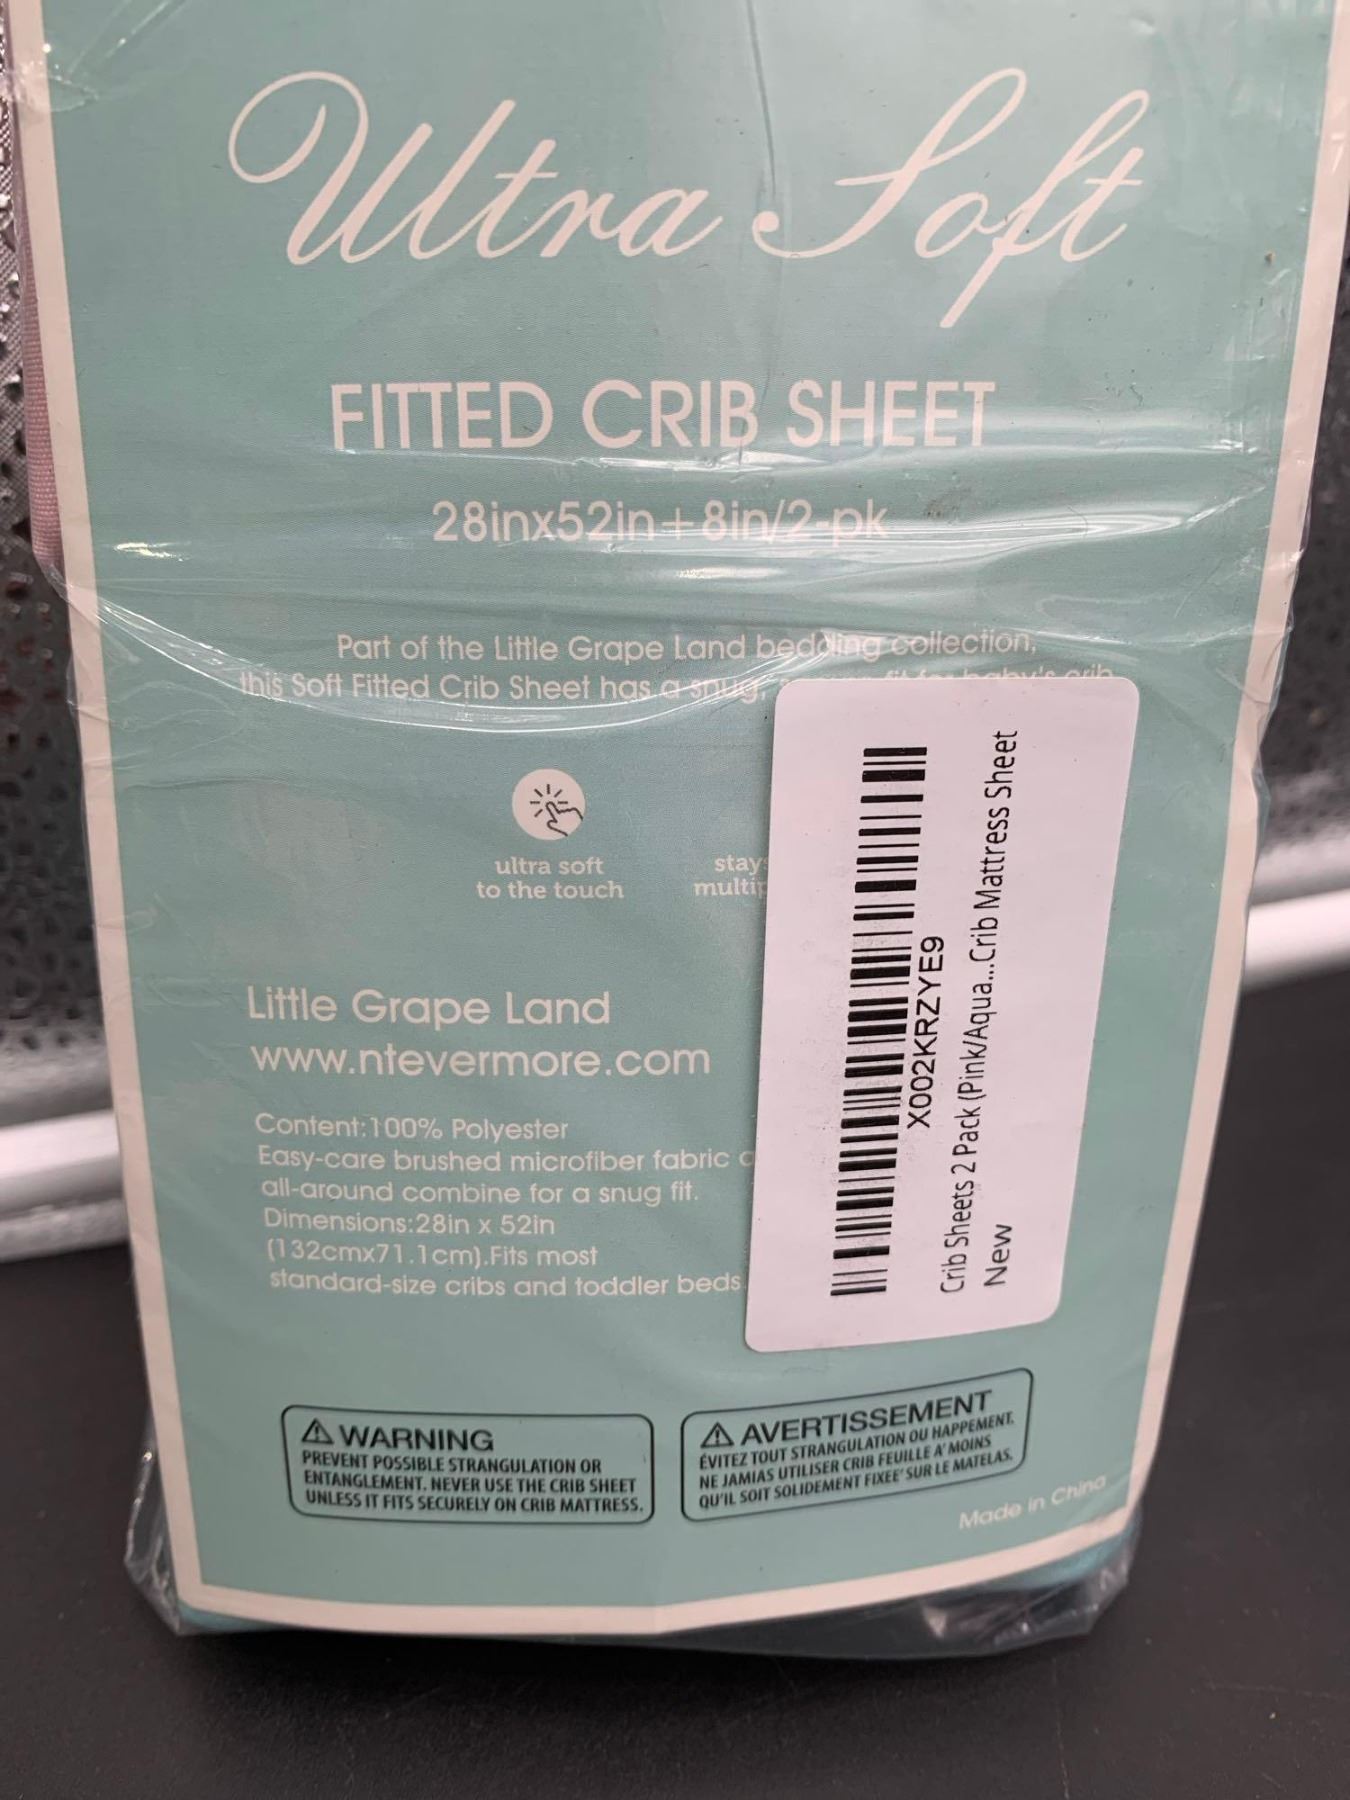 Ultra Soft
FITTED CRIB SHEET
28inx52in+8in/2-pk
Part of the Little Grape Land bedding collection,
this Soft Fitted Crib Sheet has a snug, fit for baby's crib
ultra soft
to the touch
stays
Little Grape Land
www.ntevermore.com
Content:100% Polyester
Easy-care brushed microfiber fabric
all-around combine for a snug fit.
Dimensions:28in x 52in
(132cmx71.1cm).Fits most
standard-size cribs and toddler beds
X002KRZYE9
Crib Sheets 2 Pack (Pink/Aqua...Crib Mattress Sheet
New
WARNING
PREVENT POSSIBLE STRANGULATION OR
ENTANGLEMENT. NEVER USE THE CRIB SHEET
UNLESS IT FITS SECURELY ON CRIB MATTRESS.
AVERTISSEMENT
ÉVITEZ TOUT STRANGULATION OU HAPPEMENT.
NE JAMIAS UTILISER CRIB FEUILLE A' MOINS
QU'IL SOIT SOLIDEMENT FIXEE' SUR LE MATELAS.
Made in China